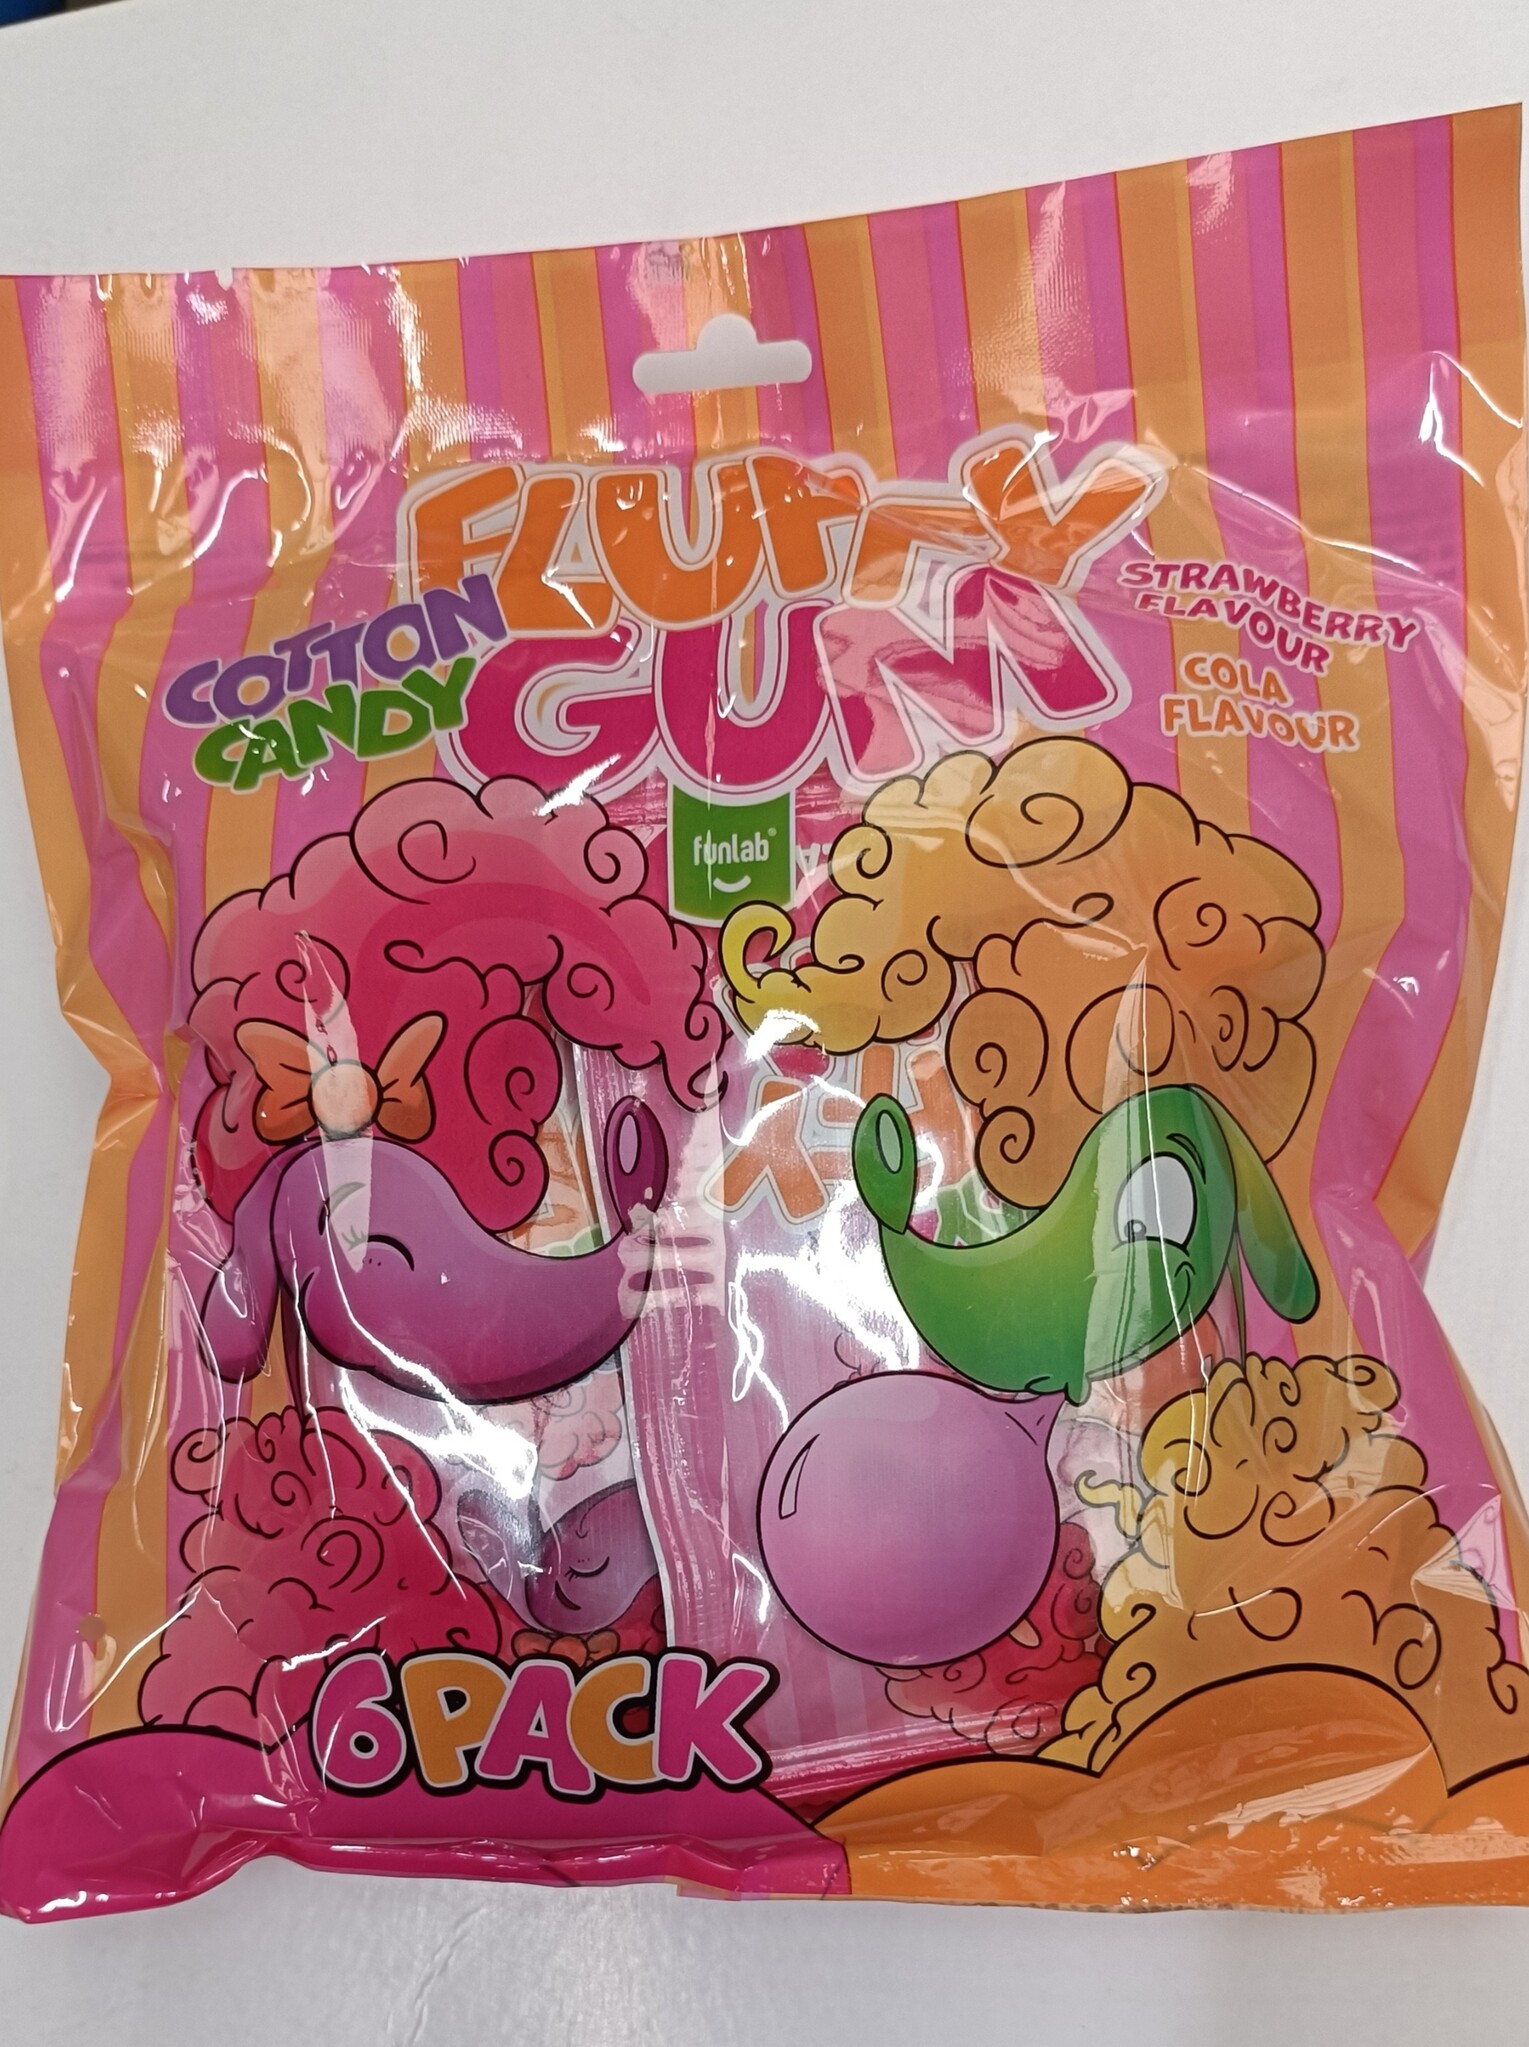 FLUFFY
GUM
COTTON
CANDY
STRAWBERRY
FLAVOUR
COLA
FLAVOUR
funlab®
6PACK